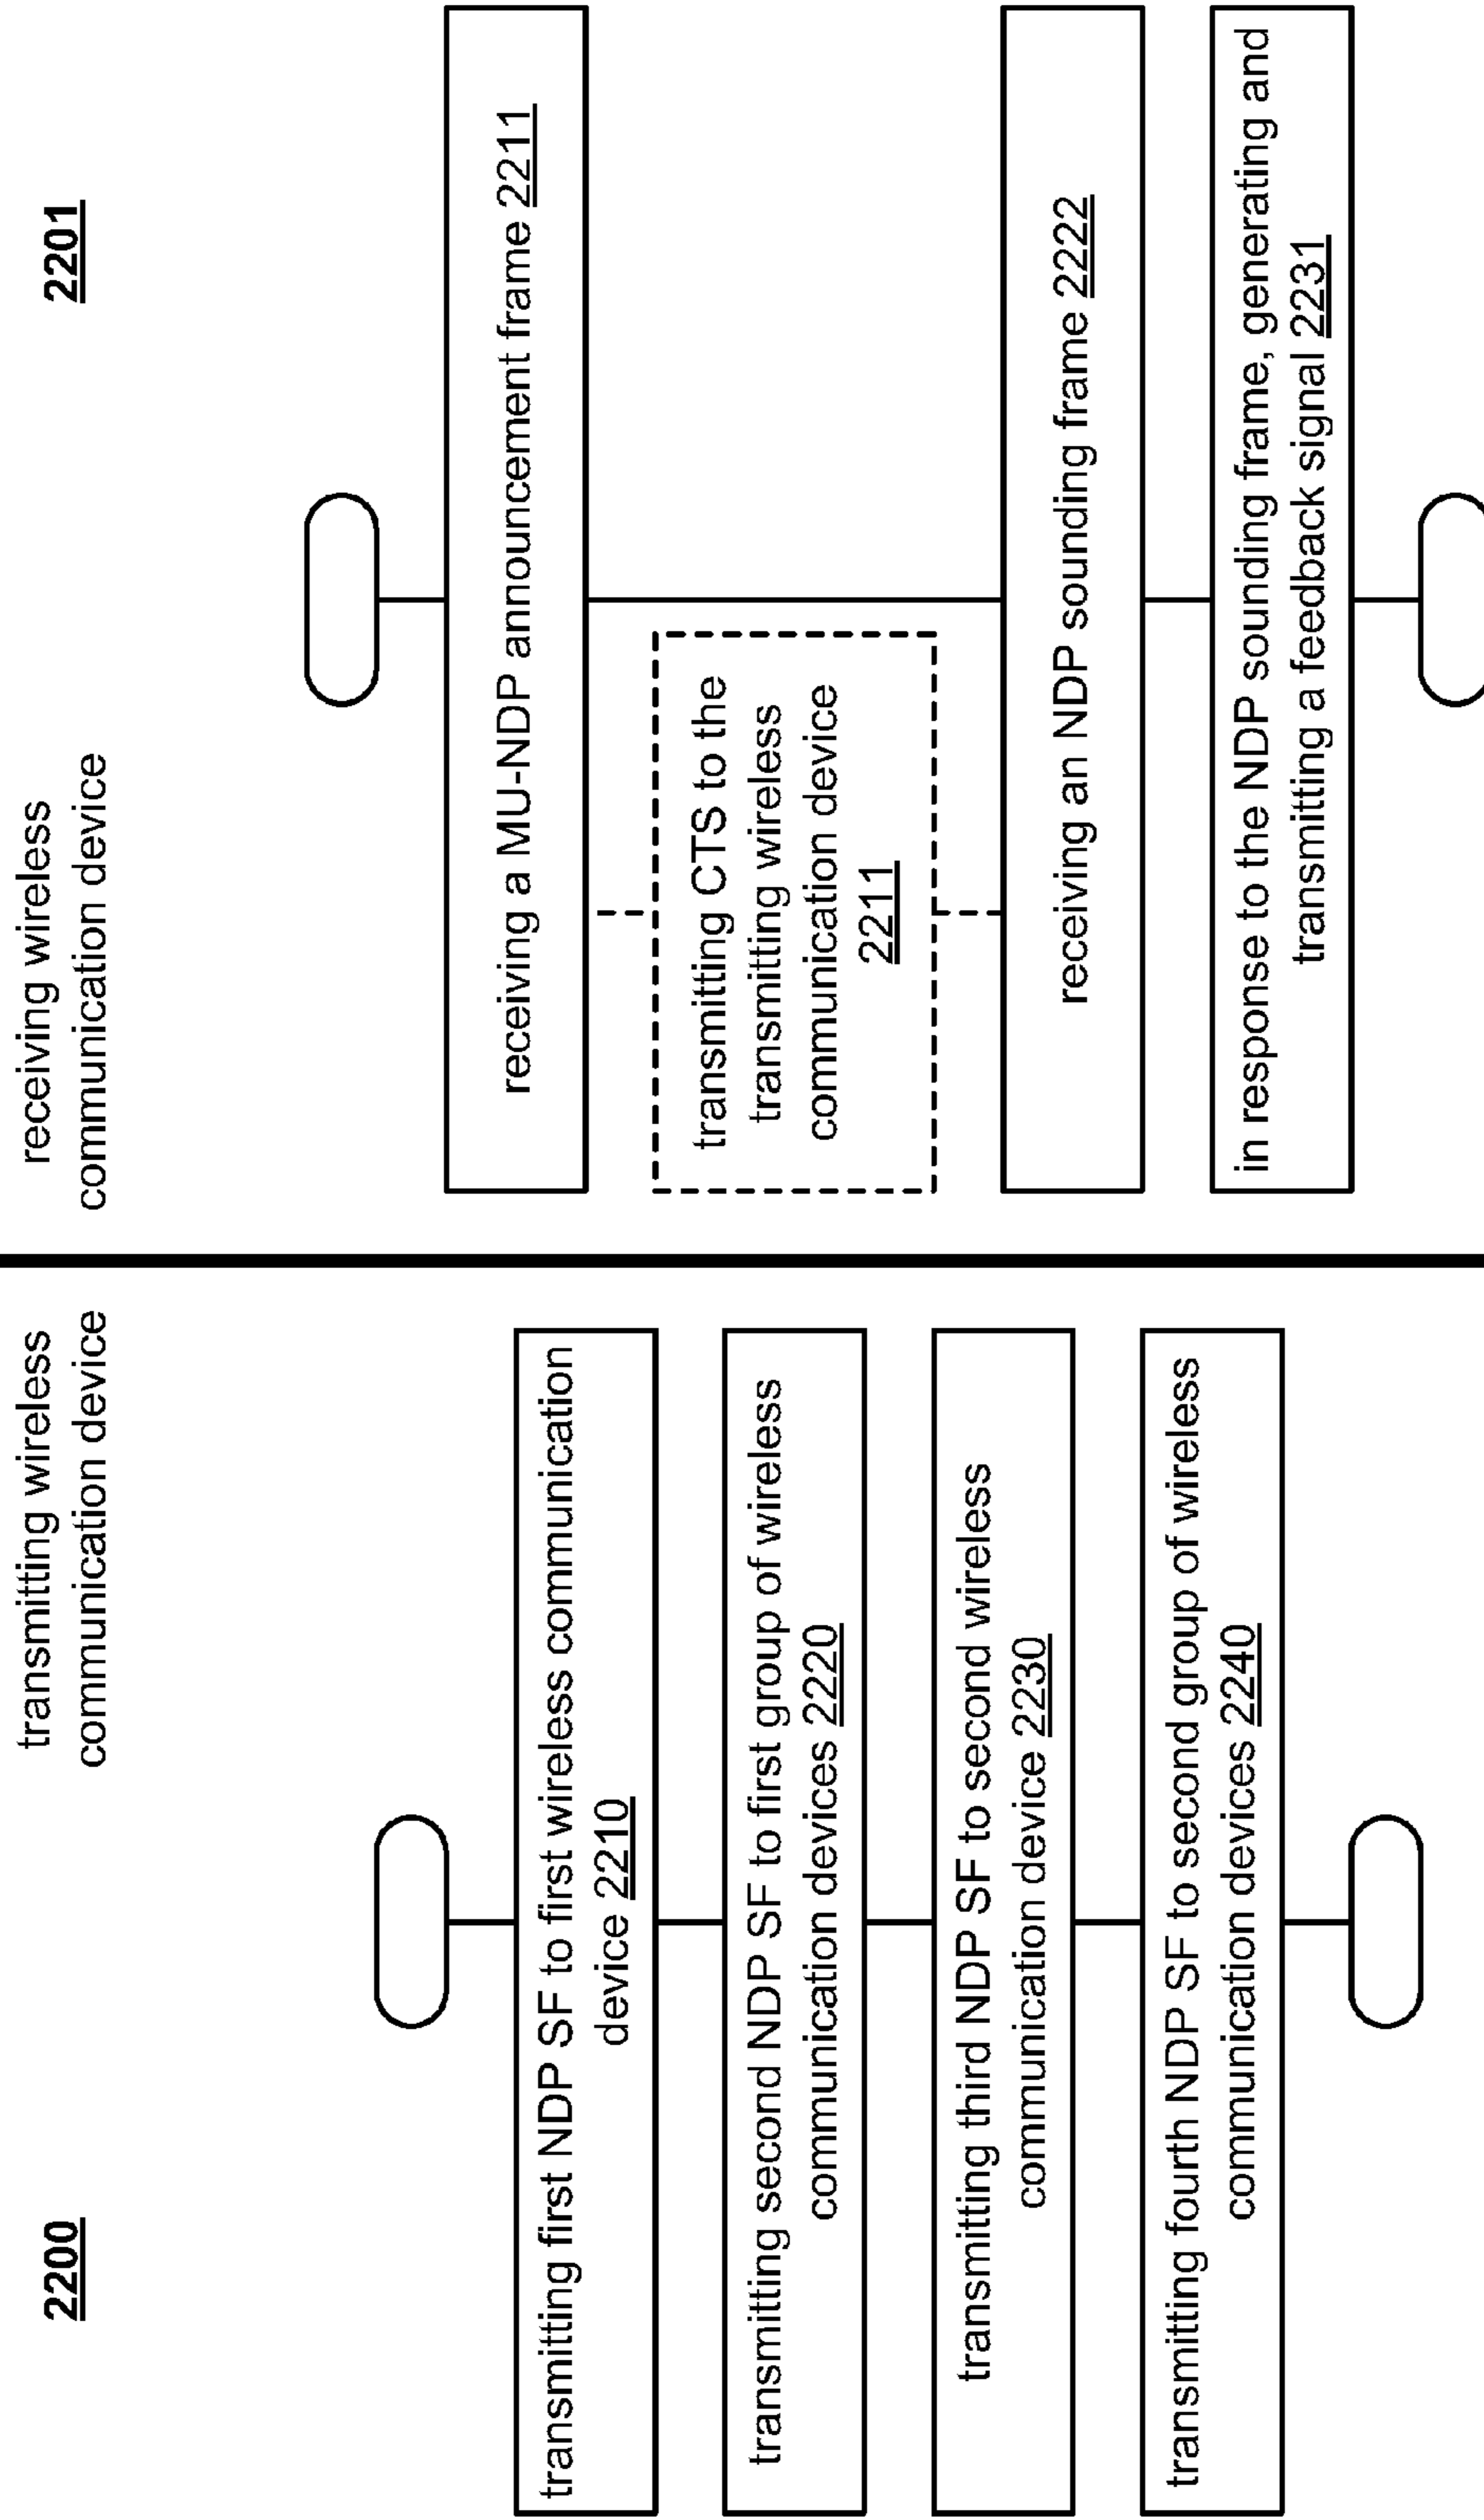 2200
transmitting wireless
communication device
transmitting first NDP SF to first wireless communication
device 2210
transmitting second NDP SF to first group of wireless
communication devices 2220
transmitting third NDP SF to second wireless
communication device 2230
transmitting fourth NDP SF to second group of wireless
communication devices 2240
receiving wireless
communication device
2201
receiving a MU-NDP announcement frame 2211
transmitting CTS to the
transmitting wireless
communication device
2211
receiving an NDP sounding frame 2222
in response to the NDP sounding frame, generating and
transmitting a feedback signal 2231